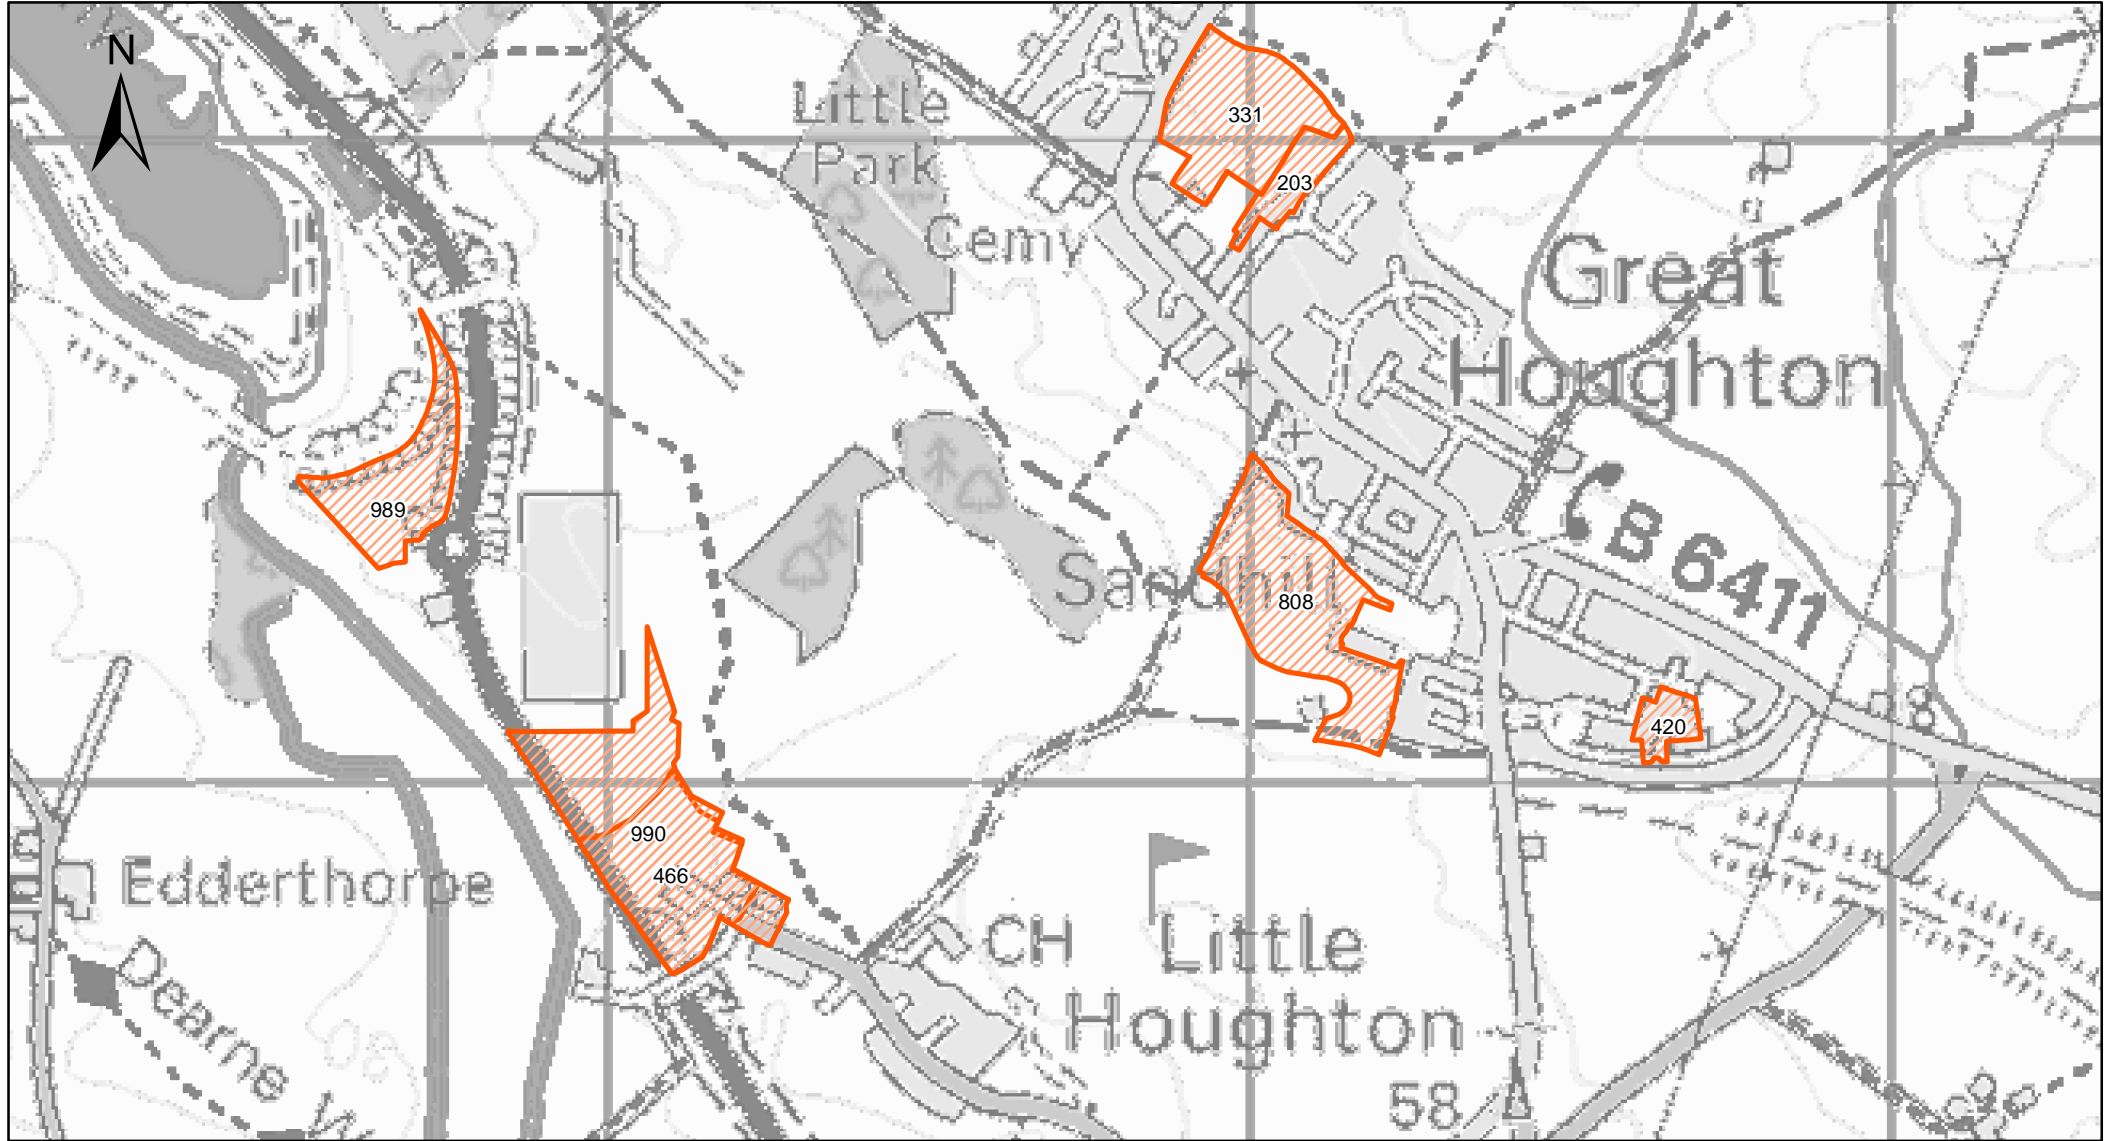 N
Little
Park
Cemy
331
203
Great
Houghton
989
B 6411
Sandhill
808
420
990
466
Edderthorpe
CH
Little
Houghton
Dearne W
58